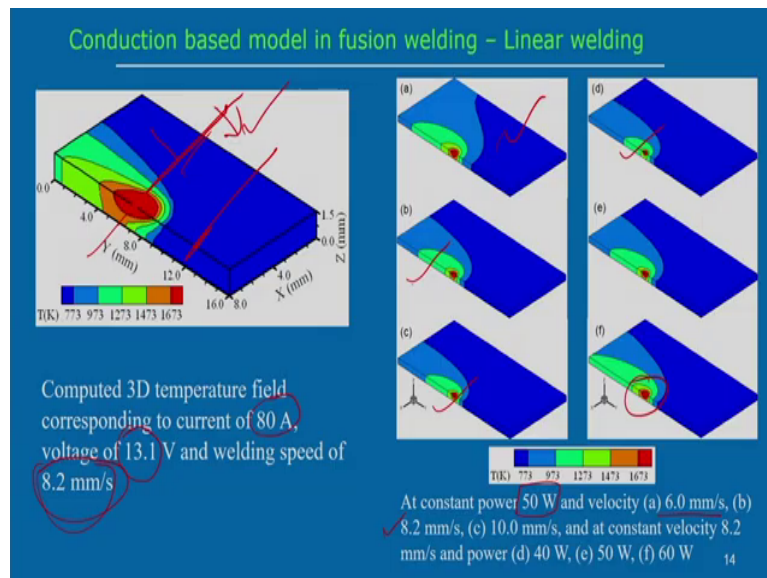 Conduction based model in fusion welding – Linear welding
0.0
4.0
8.0
12.0
16.0
Y (mm)
8.0
4.0
X (mm)
1.5
0.0
Z (mm)
T(K) 773 973 1273 1473 1673
Computed 3D temperature field
corresponding to current of 80 A,
voltage of 13.1 V and welding speed of
8.2 mm/s
(a)
(b)
(c)
(d)
(e)
(f)
T(K) 773 973 1273 1473 1673
At constant power 50 W and velocity (a) 6.0 mm/s, (b)
8.2 mm/s, (c) 10.0 mm/s, and at constant velocity 8.2
mm/s and power (d) 40 W, (e) 50 W, (f) 60 W
14